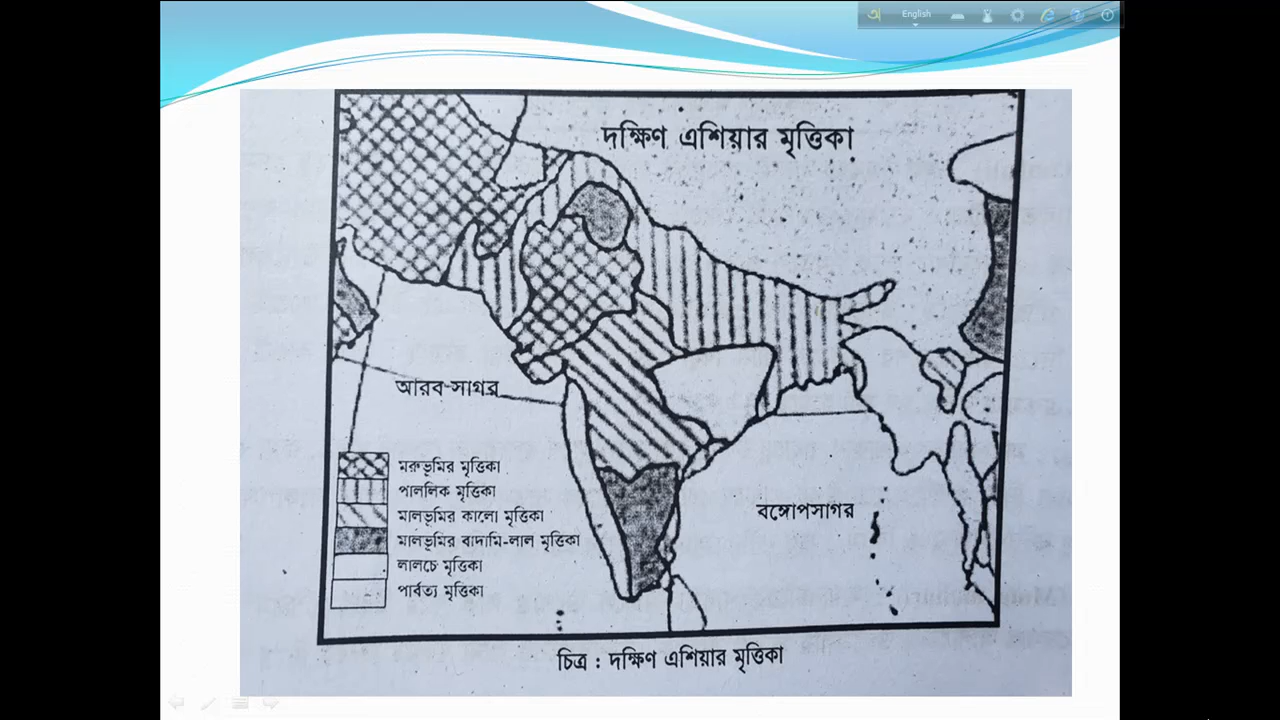 অ English
দক্ষিণ এশিয়ার মৃত্তিকা
আরব সাগর
মরুভূমির মৃত্তিকা
পাললিক মৃত্তিকা
মালভূমির কালো মৃত্তিকা
মালভূমির বাদামি-লাল মৃত্তিকা
লালচে মৃত্তিকা
পার্বত্য মৃত্তিকা
বঙ্গোপসাগর
চিত্র : দক্ষিণ এশিয়ার মৃত্তিকা